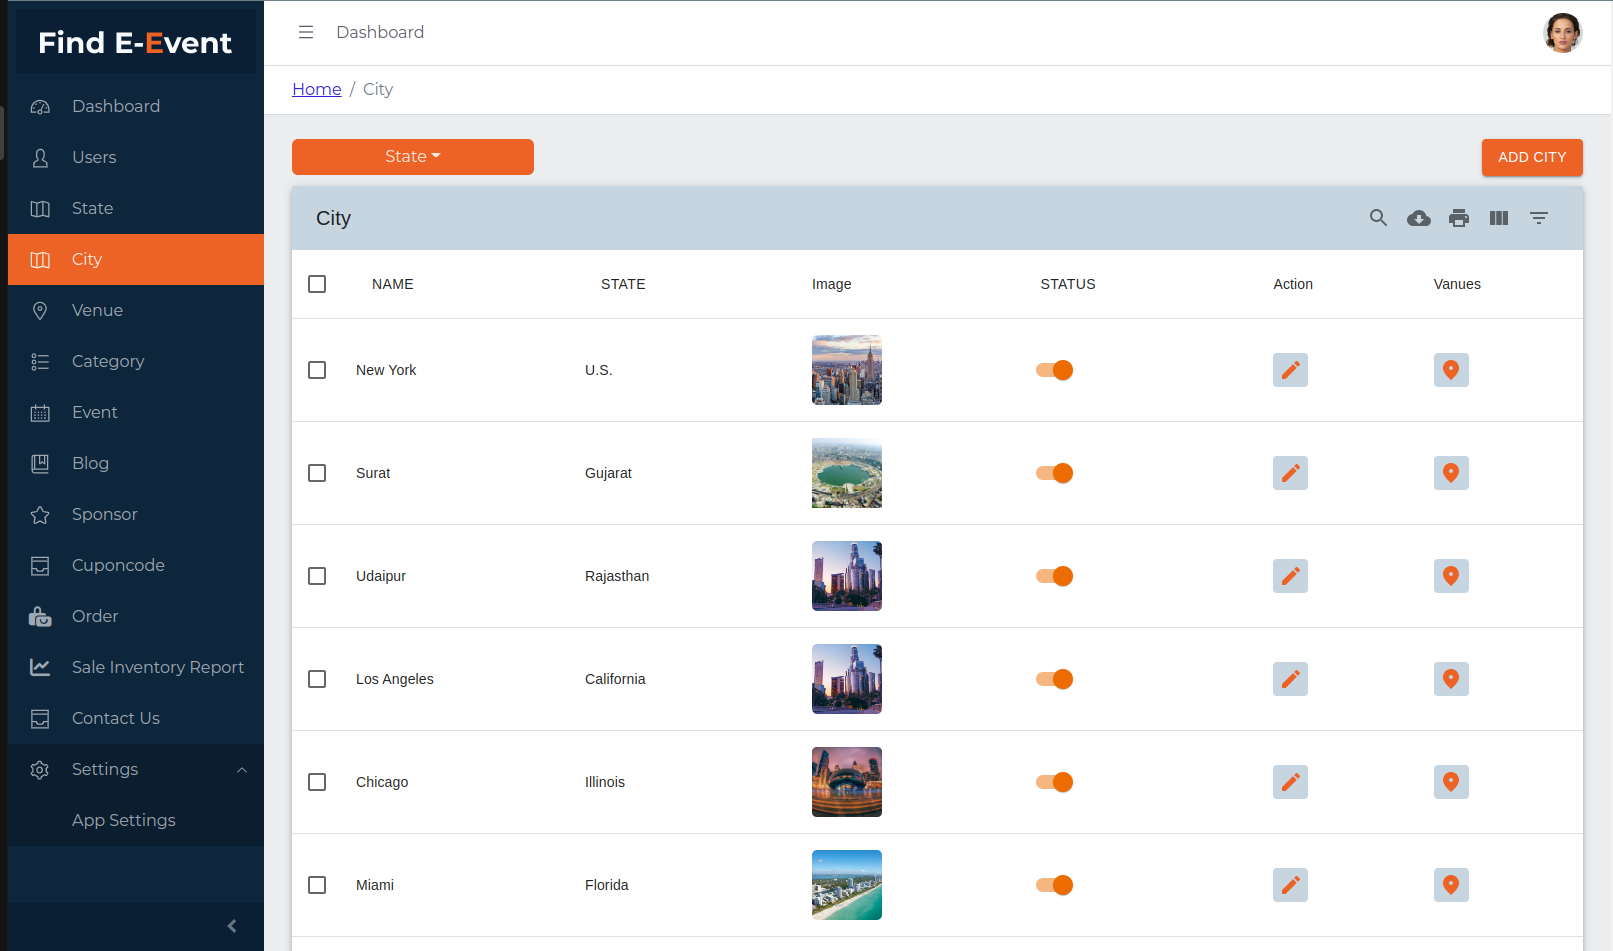 Find E-Event
Dashboard
Users
State
City
Venue
Category
Event
Blog
Sponsor
Cuponcode
Order
Sale Inventory Report
Contact Us
Settings
App Settings
Dashboard
Home / City
State
ADD CITY
City
NAME STATE Image STATUS Action Vanues
New York U.S.
Surat Gujarat
Udaipur Rajasthan
Los Angeles California
Chicago Illinois
Miami Florida